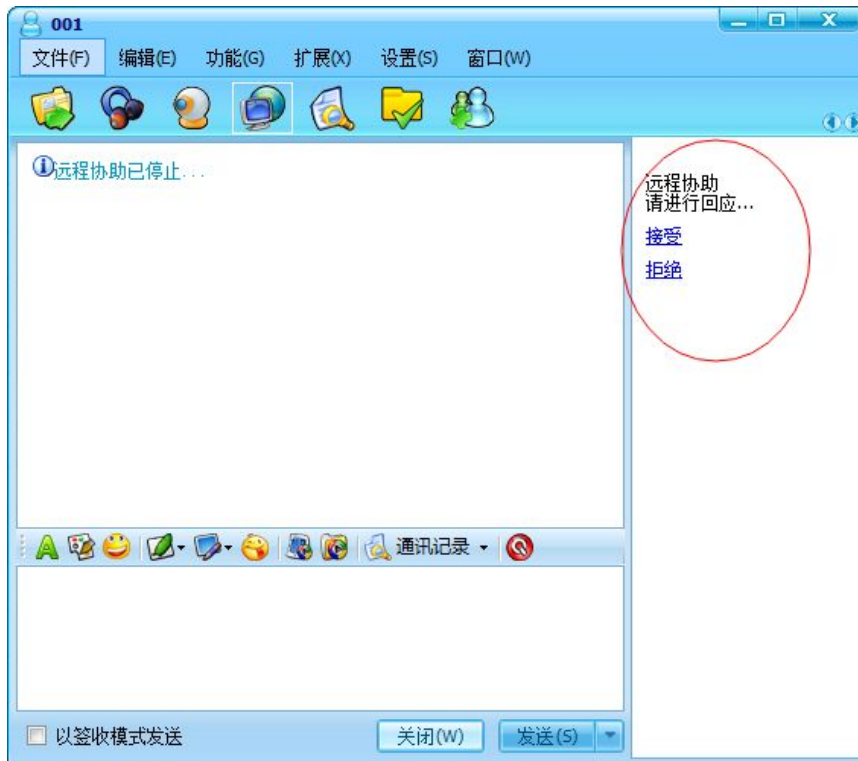 001
文件(F) 编辑(E) 功能(G) 扩展(X) 设置(S) 窗口(W)
远程协助已停止...
远程协助
请进行回应...
接受
拒绝
通讯记录
以签收模式发送 关闭(W) 发送(S)